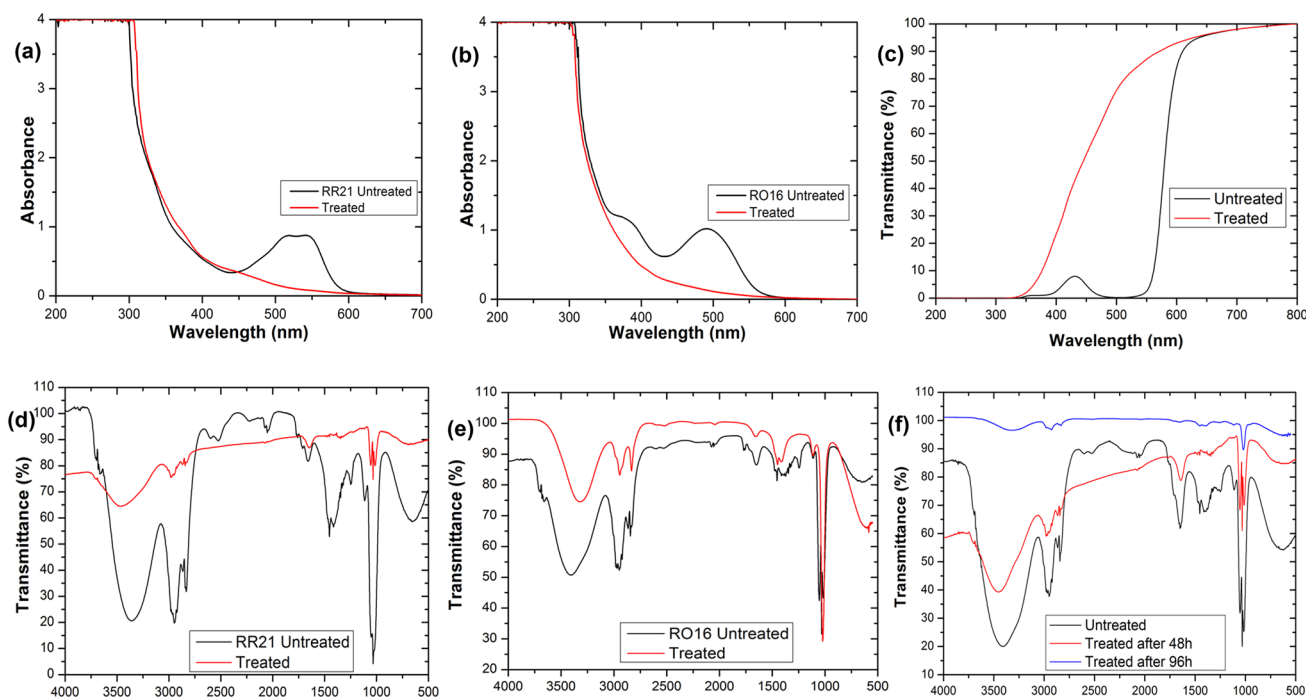 (a)
Absorbance
4
3
2
1
0
RR21 Untreated
Treated
200 300 400 500 600 700
Wavelength (nm)
(b)
Absorbance
4
3
2
1
0
RO16 Untreated
Treated
200 300 400 500 600 700
Wavelength (nm)
(c)
Transmittance (%)
100
90
80
70
60
50
40
30
20
10
0
Untreated
Treated
200 300 400 500 600 700 800
Wavelength (nm)
(d)
Transmittance (%)
110
100
90
80
70
60
50
40
30
20
10
0
RR21 Untreated
Treated
4000 3500 3000 2500 2000 1500 1000 500
(e)
Transmittance (%)
110
100
90
80
70
60
50
40
30
20
RO16 Untreated
Treated
4000 3500 3000 2500 2000 1500 1000 500
(f)
Transmittance (%)
110
100
90
80
70
60
50
40
30
20
10
Untreated
Treated after 48h
Treated after 96h
4000 3500 3000 2500 2000 1500 1000 500